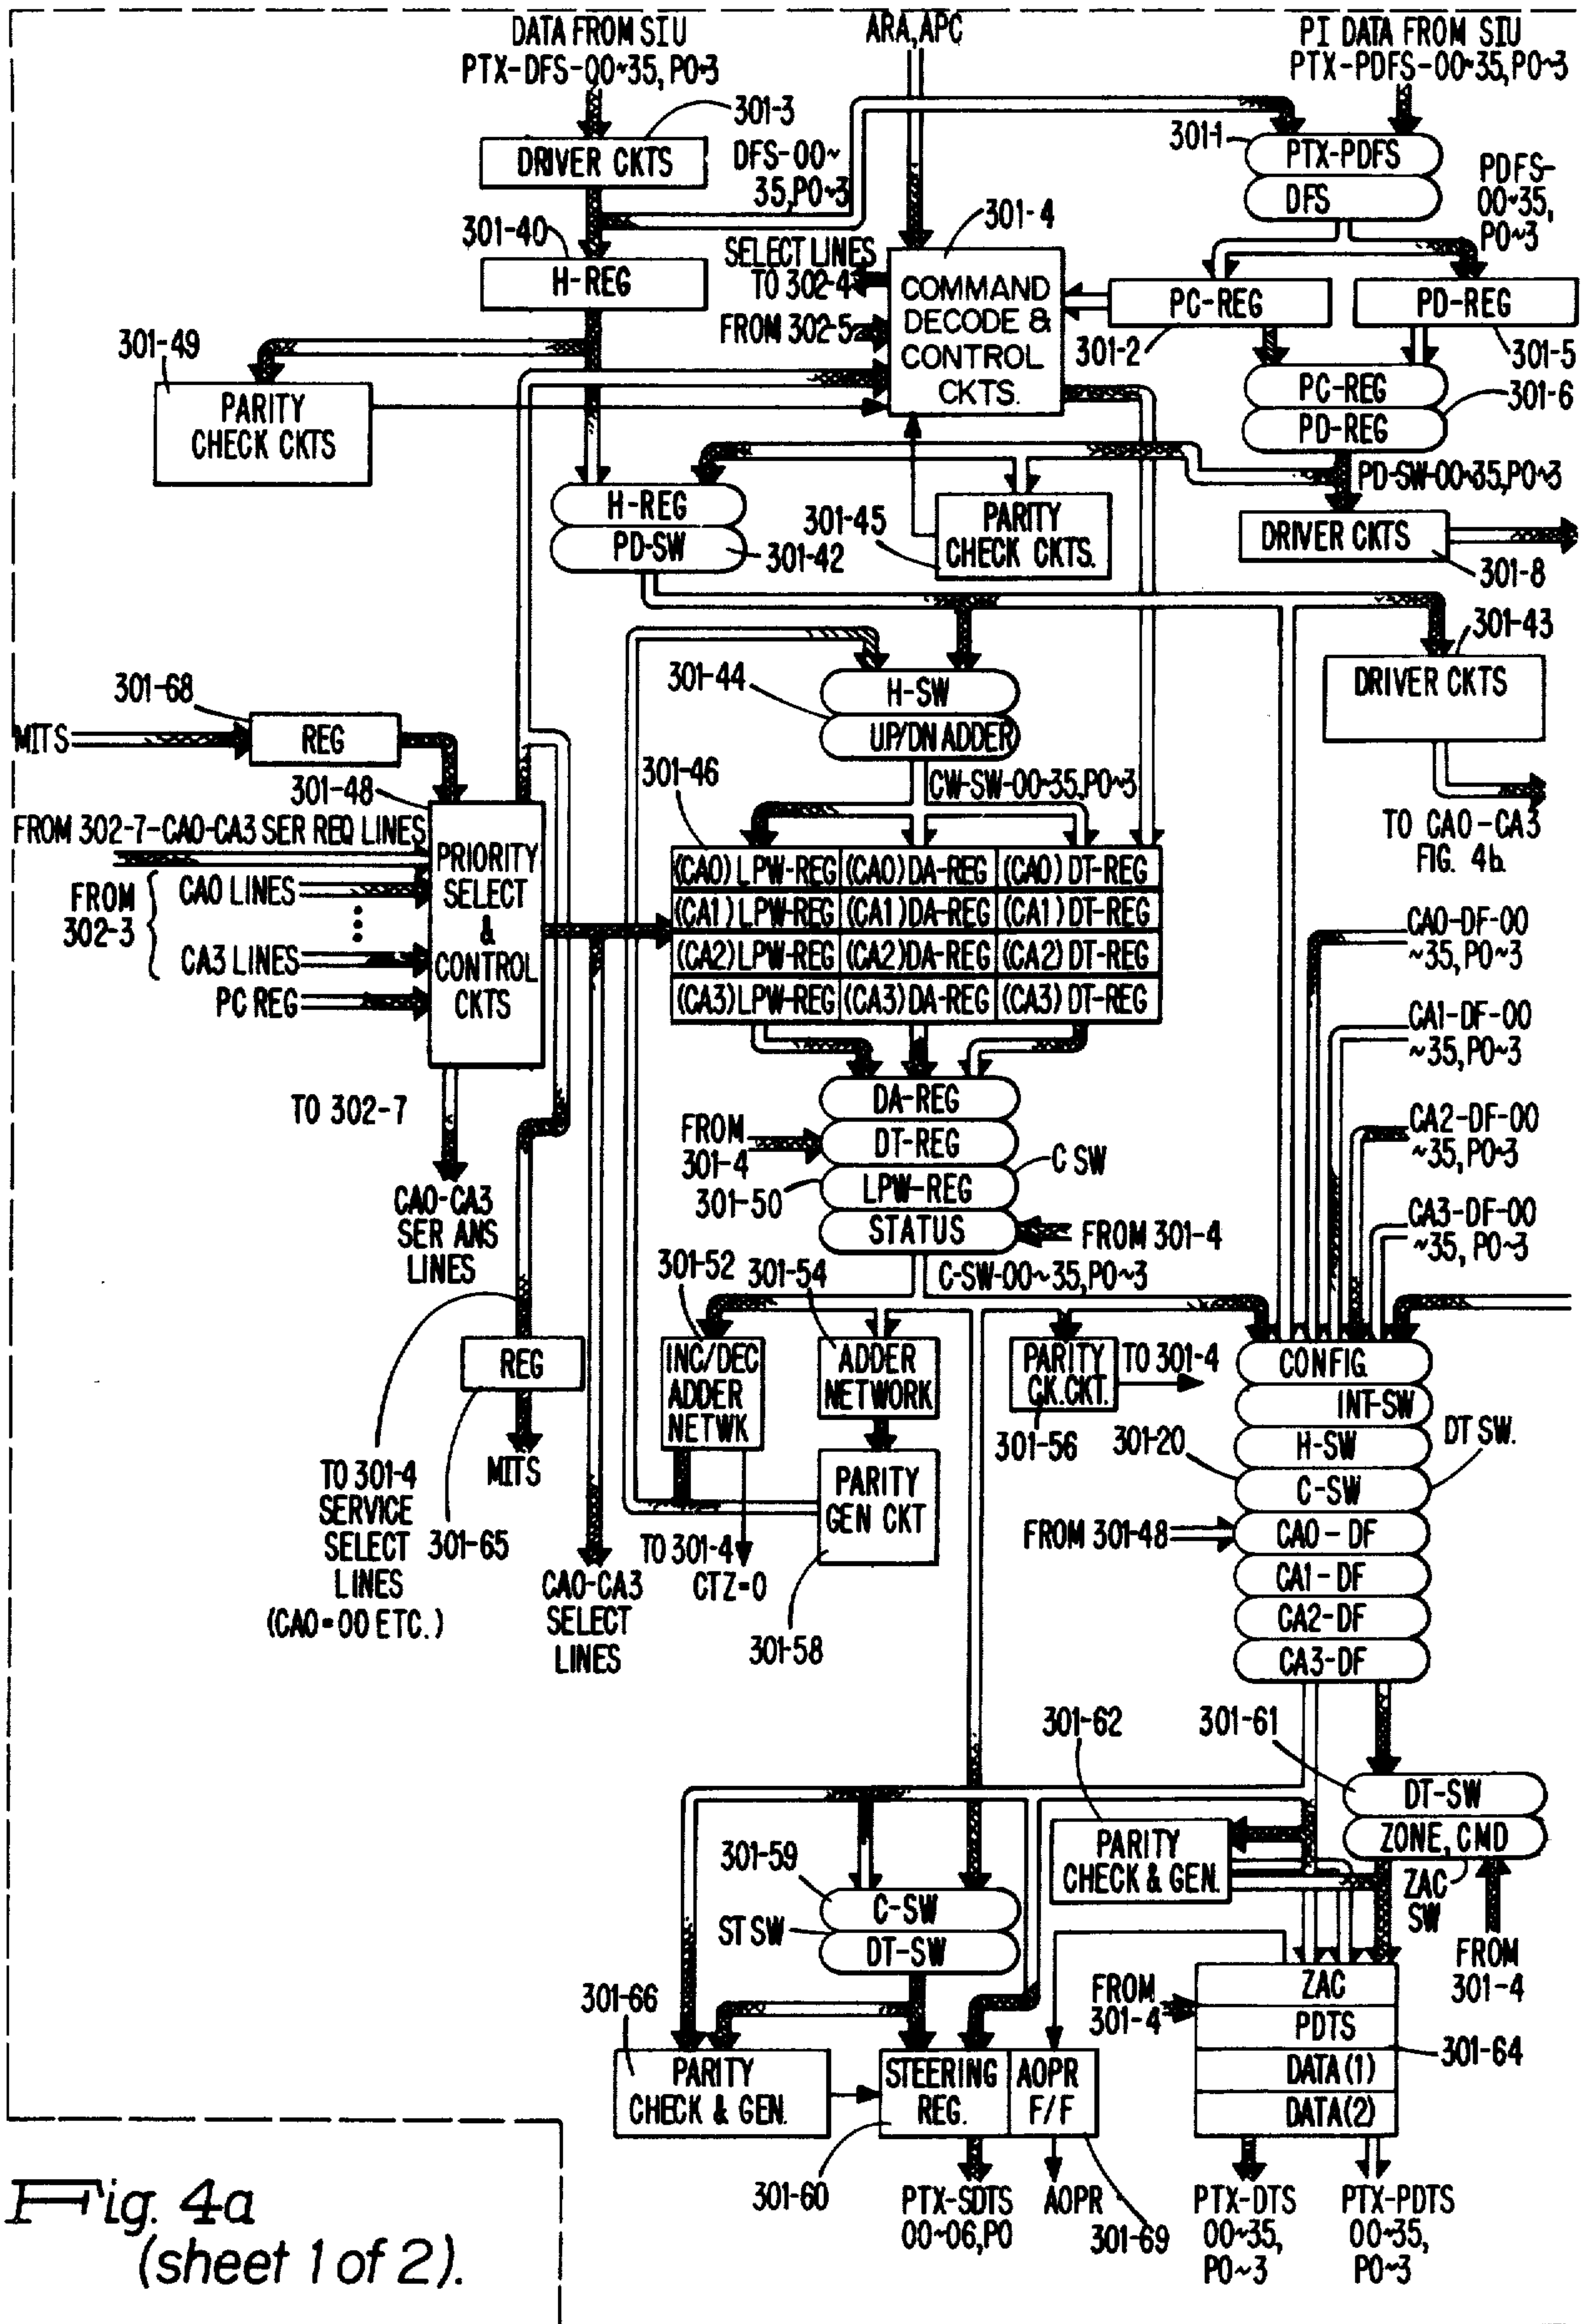 DATA FROM SIU
PTX-DFS-00~35, P0~3
ARA, APC
PI DATA FROM SIU
PTX-PDFS-00~35, P0~3
301-3
DRIVER CKTS
DFS-00~
35, P0~3
301-1
PTX-PDFS
DFS
PDFS-
00~35,
P0~3
301-40
H-REG
301-4
SELECT LINES
TO 302-4
FROM 302-5
COMMAND
DECODE &
CONTROL
CKTS.
PC-REG
PD-REG
301-2
301-5
301-49
PARITY
CHECK CKTS
PC-REG
PD-REG
301-6
PD-SW-00~35, P0~3
H-REG
PD-SW
301-42
301-45
PARITY
CHECK CKTS.
DRIVER CKTS
301-8
301-43
DRIVER CKTS
301-44
H-SW
UP/DN ADDER
301-68
MITS
REG
301-46
CW-SW-00~35, P0~3
301-48
FROM 302-7-CA0-CA3 SER REQ LINES
FROM
302-3
CA0 LINES
CA3 LINES
PC REG
PRIORITY
SELECT
&
CONTROL
CKTS
TO CA0-CA3
FIG. 4b.
(CA0) LPW-REG (CA0) DA-REG (CA0) DT-REG
(CA1) LPW-REG (CA1) DA-REG (CA1) DT-REG
(CA2) LPW-REG (CA2) DA-REG (CA2) DT-REG
(CA3) LPW-REG (CA3) DA-REG (CA3) DT-REG
CA0-DF-00
~35, P0~3
CA1-DF-00
~35, P0~3
CA2-DF-00
~35, P0~3
CA3-DF-00
~35, P0~3
TO 302-7
CA0-CA3
SER ANS
LINES
FROM
301-4
301-50
DA-REG
DT-REG
LPW-REG
STATUS
C SW
FROM 301-4
C-SW-00~35, P0~3
301-52
301-54
INC/DEC
ADDER
NETWK
ADDER
NETWORK
PARITY
CK. CKT.
TO 301-4
301-56
REG
MITS
TO 301-4
SERVICE
SELECT
LINES
(CA0=00 ETC.)
301-65
CA0-CA3
SELECT
LINES
TO 301-4
CTZ=0
PARITY
GEN CKT
301-58
301-20
FROM 301-48
CONFIG.
INT-SW
H-SW
C-SW
CA0-DF
CA1-DF
CA2-DF
CA3-DF
DT SW.
301-62
301-61
DT-SW
ZONE, CMD
ZAC
SW
FROM
301-4
PARITY
CHECK & GEN.
301-59
ST SW
C-SW
DT-SW
301-66
PARITY
CHECK & GEN.
STEERING
REG.
AOPR
F/F
FROM
301-4
ZAC
PDTS
DATA (1)
DATA (2)
301-64
301-60
PTX-SDTS
00~06, P0
AOPR
301-69
PTX-DTS
00~35,
P0~3
PTX-PDTS
00~35,
P0~3
Fig. 4a
(sheet 1 of 2).